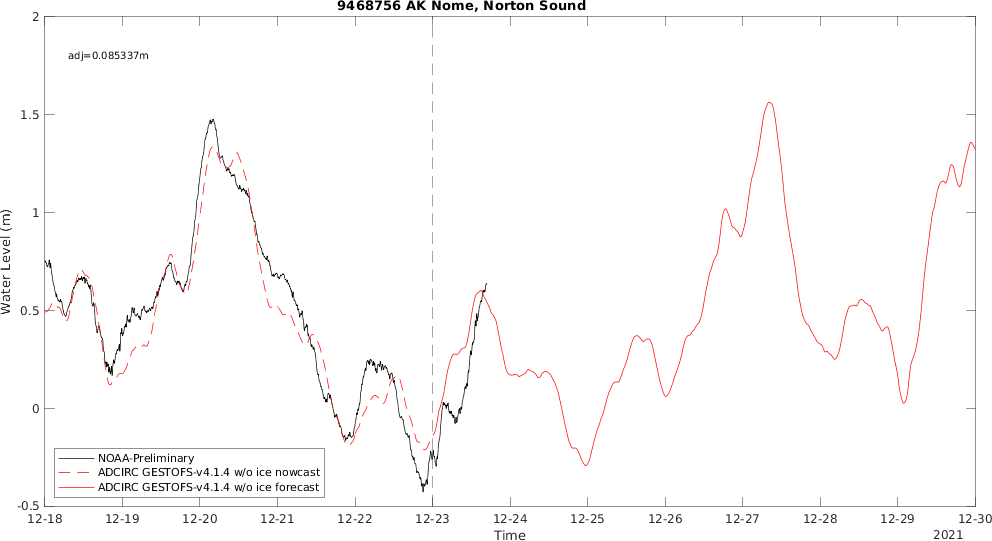 9468756 AK Nome, Norton Sound
2
adj=0.085337m
1.5
1
Water Level (m)
0.5
0
NOAA-Preliminary
ADCIRC GESTOFS-v4.1.4 w/o ice nowcast
ADCIRC GESTOFS-v4.1.4 w/o ice forecast
-0.5
12-18 12-19 12-20 12-21 12-22 12-23 12-24 12-25 12-26 12-27 12-28 12-29 12-30
Time
2021